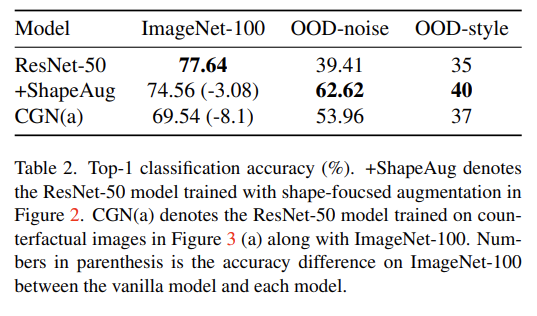 Model ImageNet-100 OOD-noise OOD-style
ResNet-50 77.64 39.41 35
+ShapeAug 74.56 (-3.08) 62.62 40
CGN(a) 69.54 (-8.1) 53.96 37
Table 2. Top-1 classification accuracy (%). +ShapeAug denotes
the ResNet-50 model trained with shape-foucsed augmentation in
Figure 2. CGN(a) denotes the ResNet-50 model trained on coun-
terfactual images in Figure 3 (a) along with ImageNet-100. Num-
bers in parenthesis is the accuracy difference on ImageNet-100
between the vanilla model and each model.